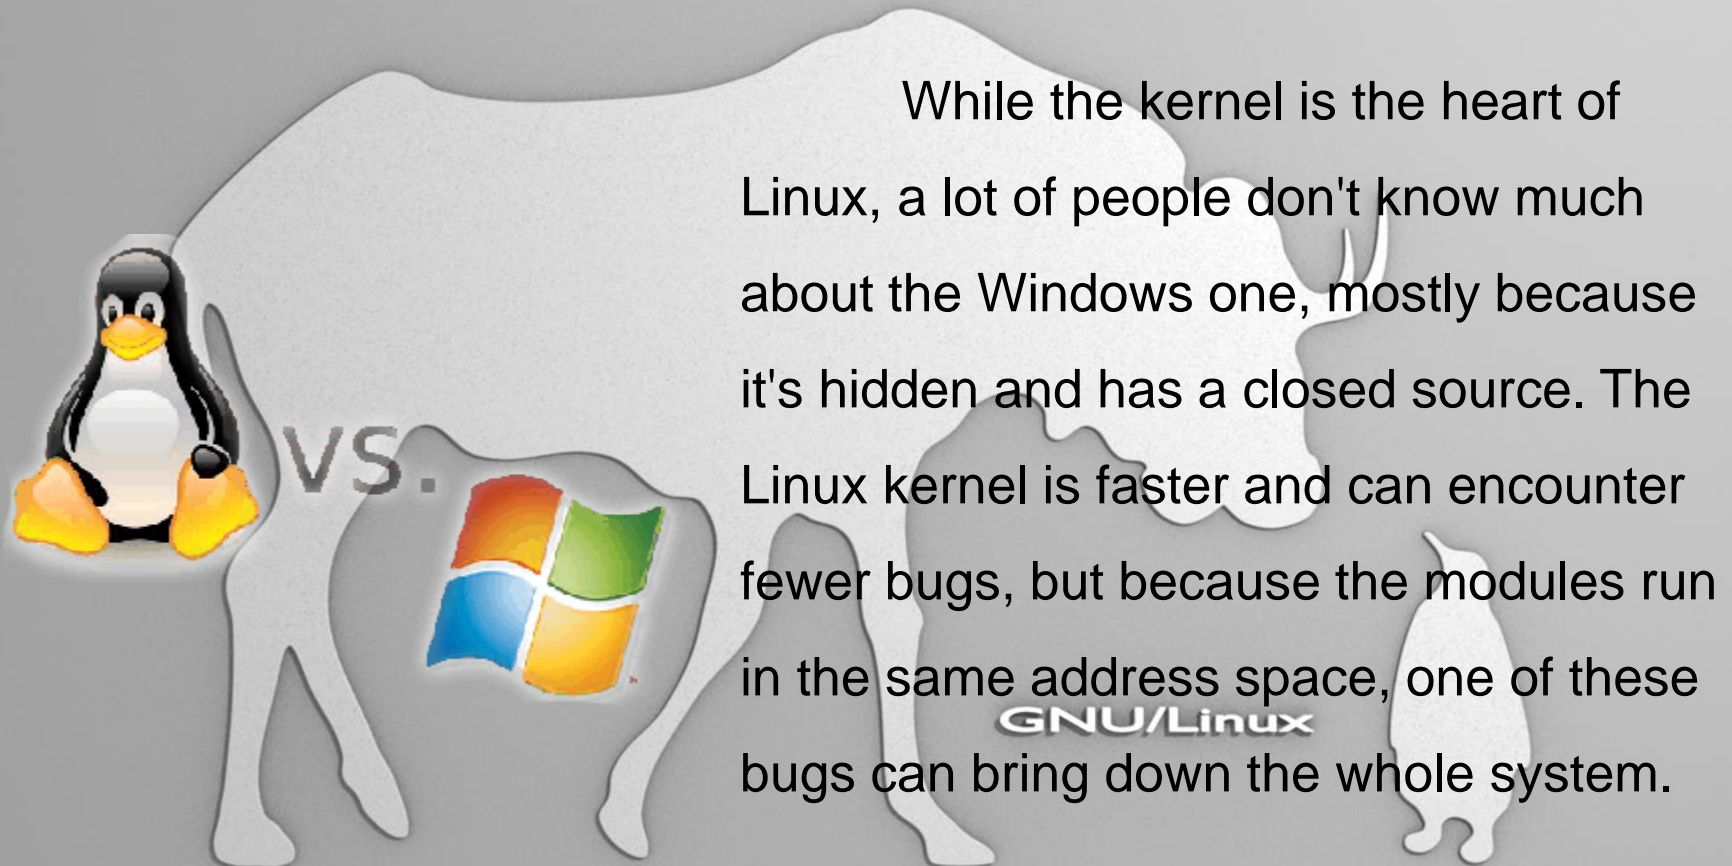 While the kernel is the heart of
Linux, a lot of people don't know much
about the Windows one, mostly because
it's hidden and has a closed source. The
Linux kernel is faster and can encounter
fewer bugs, but because the modules run
in the same address space, one of these
bugs can bring down the whole system.
vs.
GNU/Linux